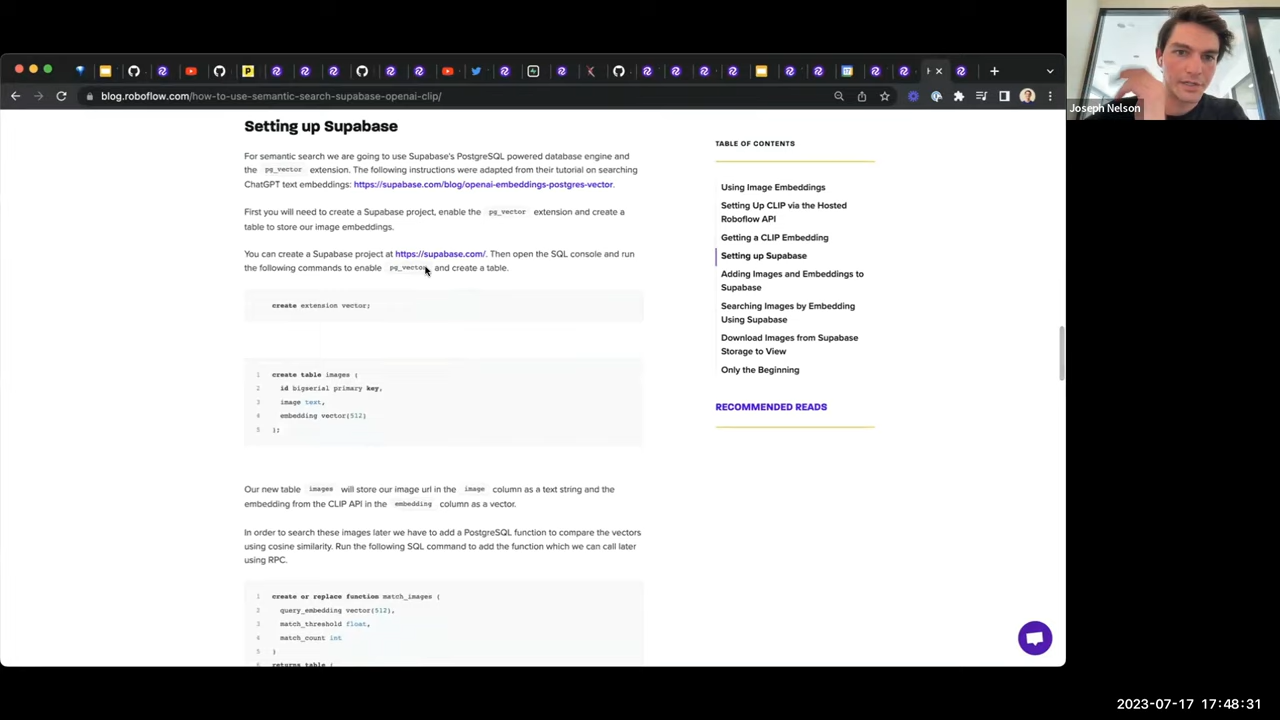 blog.roboflow.com/how-to-use-semantic-search-supabase-openai-clip/
Joseph Nelson
Setting up Supabase
For semantic search we are going to use Supabase's PostgreSQL powered database engine and
the pg_vector extension. The following instructions were adapted from their tutorial on searching
ChatGPT text embeddings: https://supabase.com/blog/openai-embeddings-postgres-vector.
First you will need to create a Supabase project, enable the pg_vector extension and create a
table to store our image embeddings.
You can create a Supabase project at https://supabase.com/. Then open the SQL console and run
the following commands to enable pg_vector and create a table.
create extension vector;
1 create table images (
2 id bigserial primary key,
3 image text,
4 embedding vector(512)
5 );
Our new table images will store our image url in the image column as a text string and the
embedding from the CLIP API in the embedding column as a vector.
In order to search these images later we have to add a PostgreSQL function to compare the vectors
using cosine similarity. Run the following SQL command to add the function which we can call later
using RPC.
1 create or replace function match_images (
2 query_embedding vector(512),
3 match_threshold float,
4 match_count int
5 )
6 returns table (
TABLE OF CONTENTS
Using Image Embeddings
Setting Up CLIP via the Hosted
Roboflow API
Getting a CLIP Embedding
Setting up Supabase
Adding Images and Embeddings to
Supabase
Searching Images by Embedding
Using Supabase
Download Images from Supabase
Storage to View
Only the Beginning
RECOMMENDED READS
2023-07-17 17:48:31